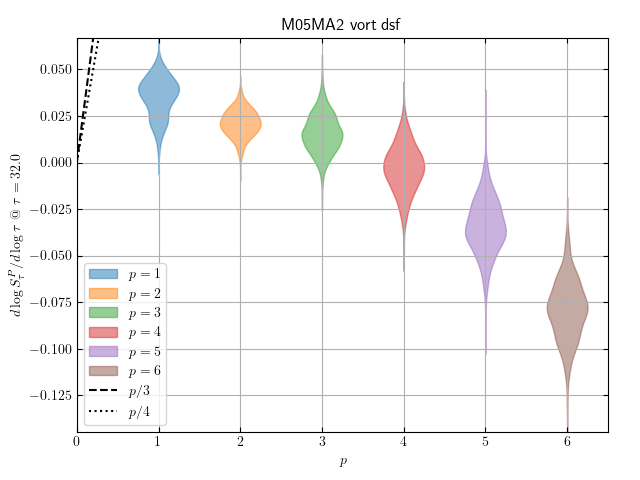 M05MA2 vort dsf
d log S_τ^P / d log τ @ τ = 32.0
0.050
0.025
0.000
−0.025
−0.050
−0.075
−0.100
−0.125
p = 1
p = 2
p = 3
p = 4
p = 5
p = 6
p/3
p/4
0 1 2 3 4 5 6
p